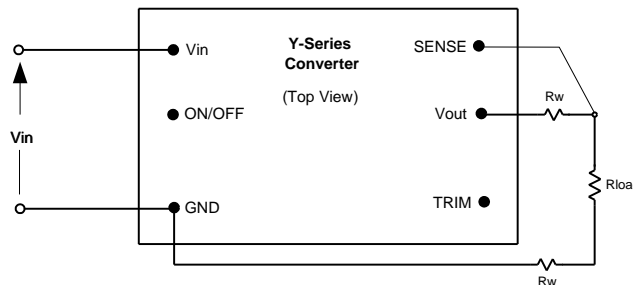 Y-Series
Converter
(Top View)
Vin
ON/OFF
GND
SENSE
Vout
TRIM
Vin
Rw
Rloa
Rw